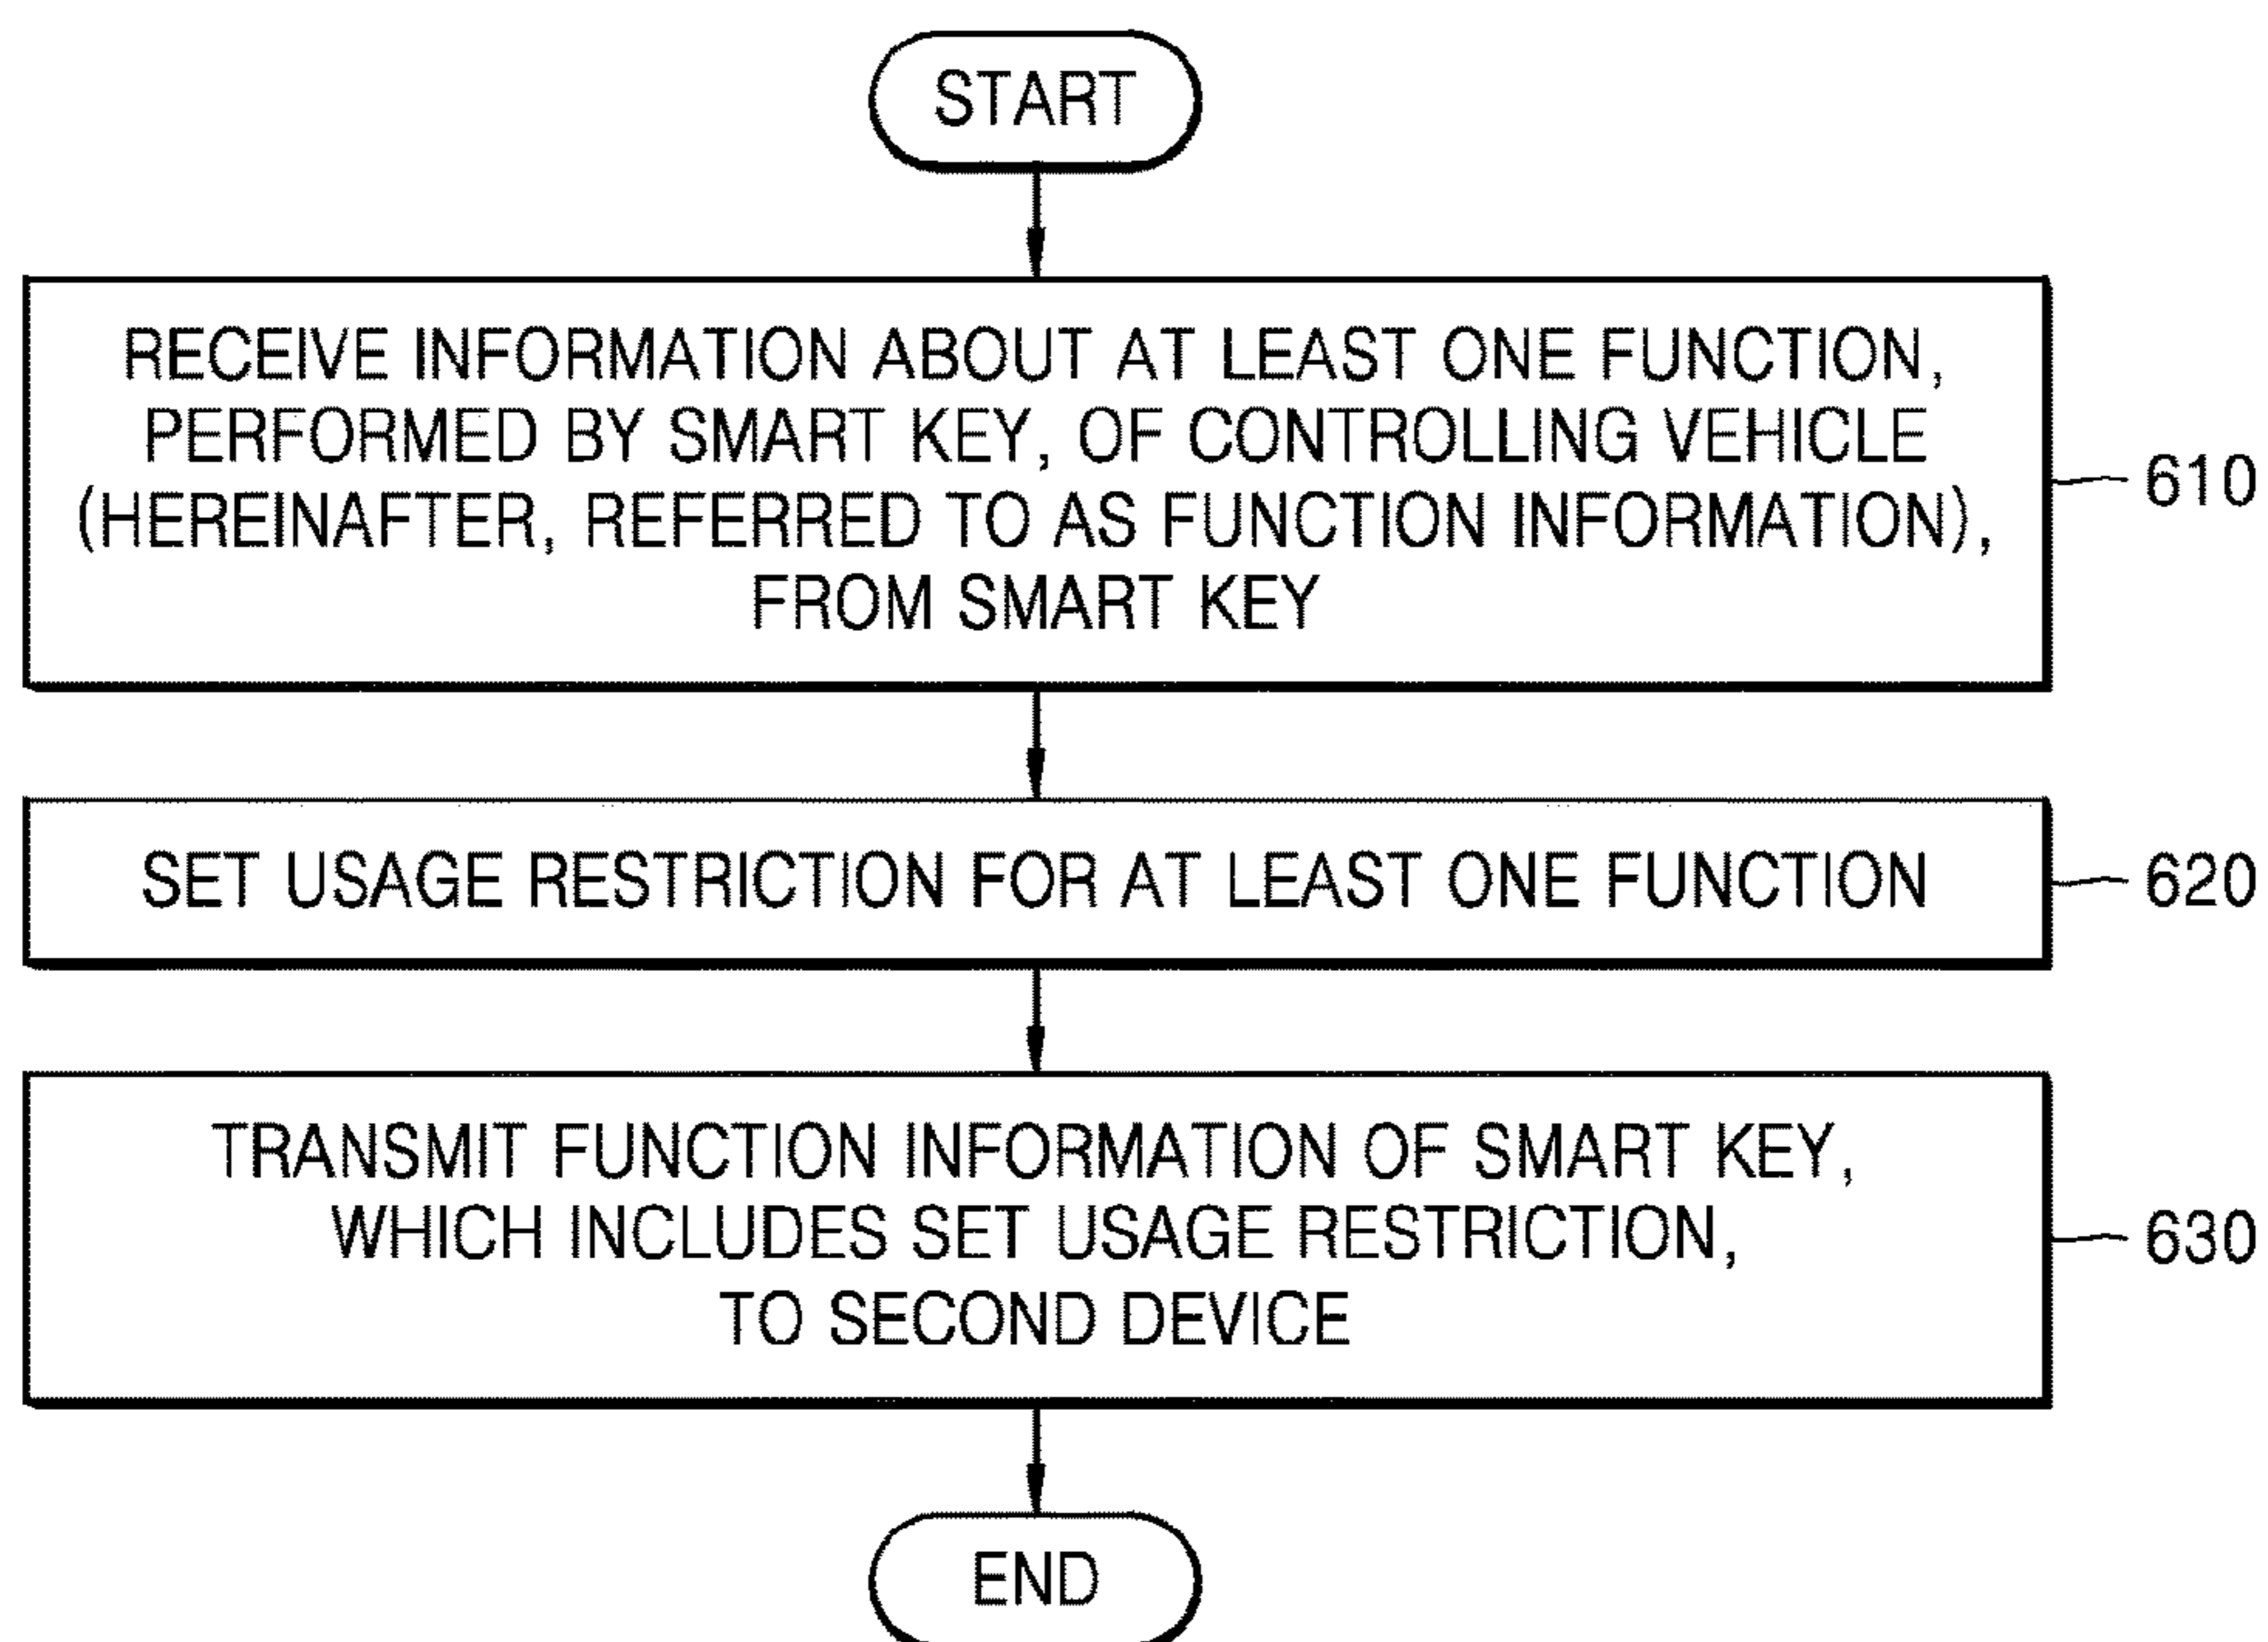 START
RECEIVE INFORMATION ABOUT AT LEAST ONE FUNCTION,
PERFORMED BY SMART KEY, OF CONTROLLING VEHICLE
(HEREINAFTER, REFERRED TO AS FUNCTION INFORMATION),
FROM SMART KEY
610
SET USAGE RESTRICTION FOR AT LEAST ONE FUNCTION
620
TRANSMIT FUNCTION INFORMATION OF SMART KEY,
WHICH INCLUDES SET USAGE RESTRICTION,
TO SECOND DEVICE
630
END